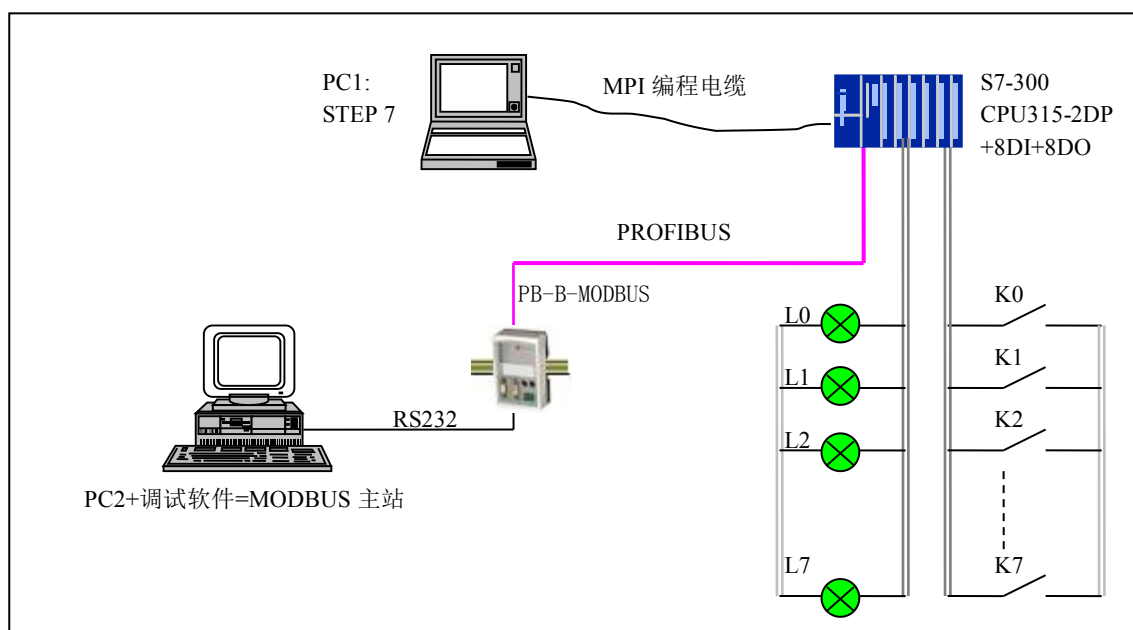 PC1:
STEP 7
MPI 编程电缆
S7-300
CPU315-2DP
+8DI+8DO
PROFIBUS
PB-B-MODBUS
RS232
PC2+调试软件=MODBUS 主站
L0
K0
L1
K1
L2
K2
L7
K7